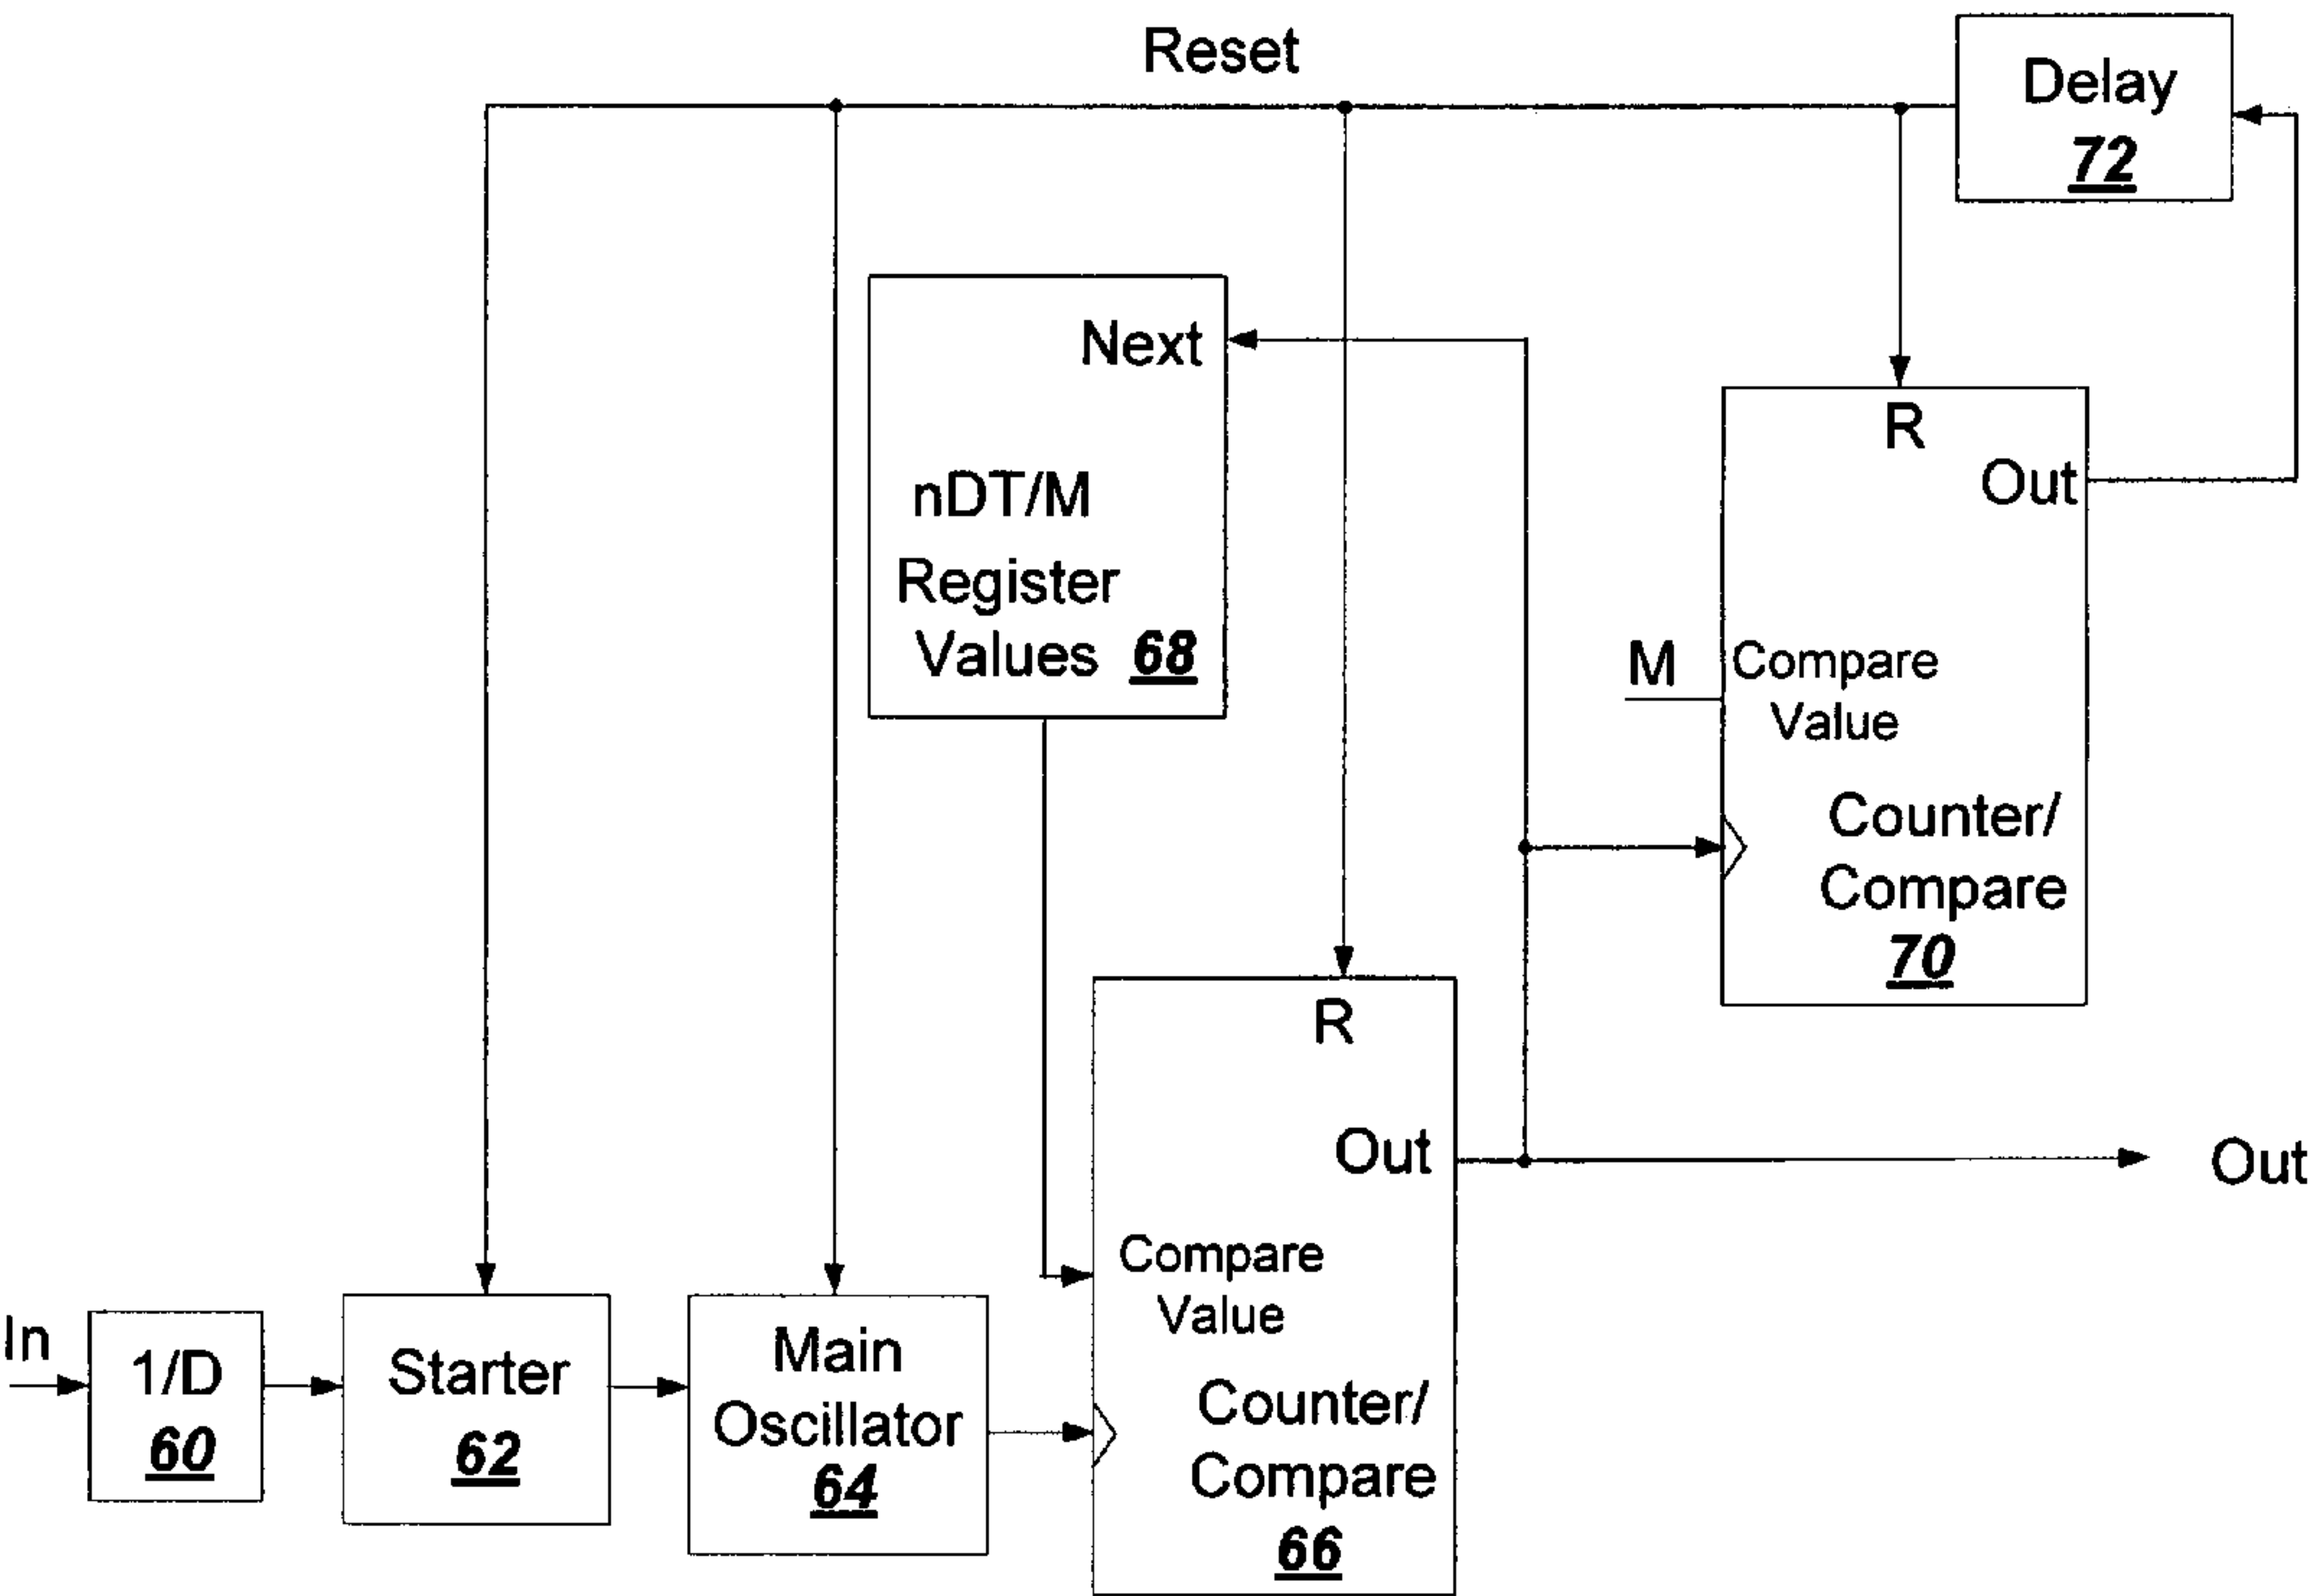 Reset
Delay
72
Next
nDT/M
Register
Values 68
R
Out
M
Compare
Value
Counter/
Compare
70
R
Out
Out
Compare
Value
Counter/
Compare
66
In
1/D
60
Starter
62
Main
Oscillator
64